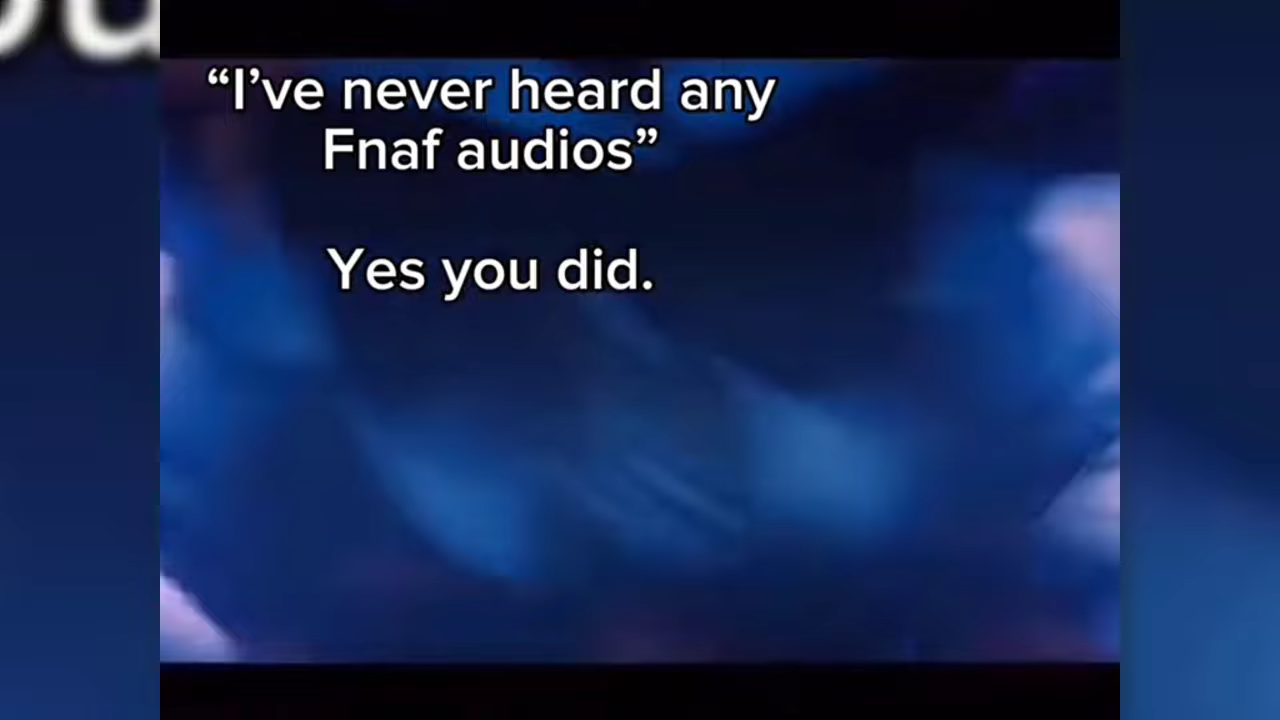 “I’ve never heard any
Fnaf audios”
Yes you did.